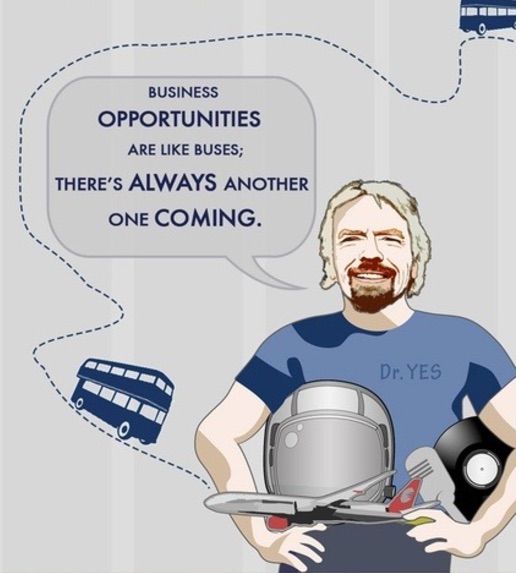 BUSINESS
OPPORTUNITIES
ARE LIKE BUSES;
THERE'S ALWAYS ANOTHER
ONE COMING.
Dr. YES